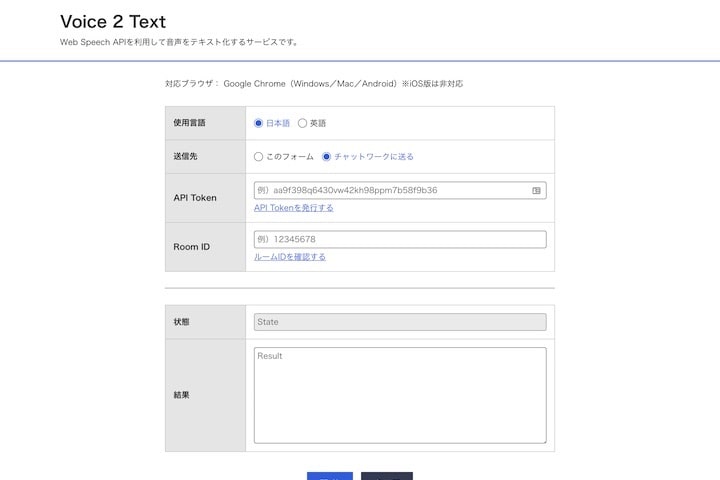 Voice 2 Text
Web Speech APIを利用して音声をテキスト化するサービスです。
対応ブラウザ： Google Chrome（Windows／Mac／Android）※iOS版は非対応
使用言語
日本語 英語
送信先
このフォーム チャットワークに送る
API Token
例）aa9f398q6430vw42kh98ppm7b58f9b36
API Tokenを発行する
Room ID
例）12345678
ルームIDを確認する
状態
State
結果
Result